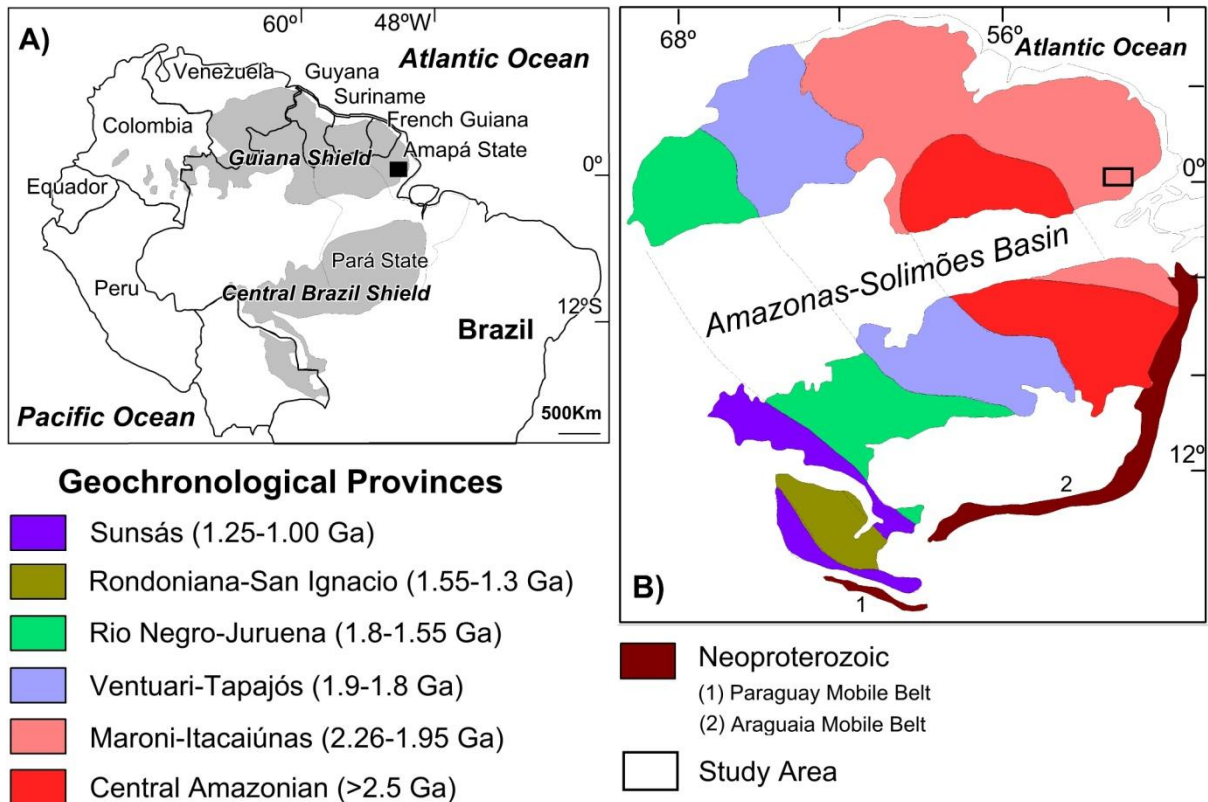 A)
60º
48ºW
Atlantic Ocean
Venezuela
Guyana
Suriname
French Guiana
Amapá State
Colombia
Guiana Shield
0º
Equador
Pará State
Peru
Central Brazil Shield
12ºS
Brazil
Pacific Ocean
500Km
68º
56º
Atlantic Ocean
0º
Amazonas-Solimões Basin
12º
2
B)
1
Geochronological Provinces
Sunsás (1.25-1.00 Ga)
Rondoniana-San Ignacio (1.55-1.3 Ga)
Rio Negro-Juruena (1.8-1.55 Ga)
Ventuari-Tapajós (1.9-1.8 Ga)
Maroni-Itacaiúnas (2.26-1.95 Ga)
Central Amazonian (>2.5 Ga)
Neoproterozoic
(1) Paraguay Mobile Belt
(2) Araguaia Mobile Belt
Study Area